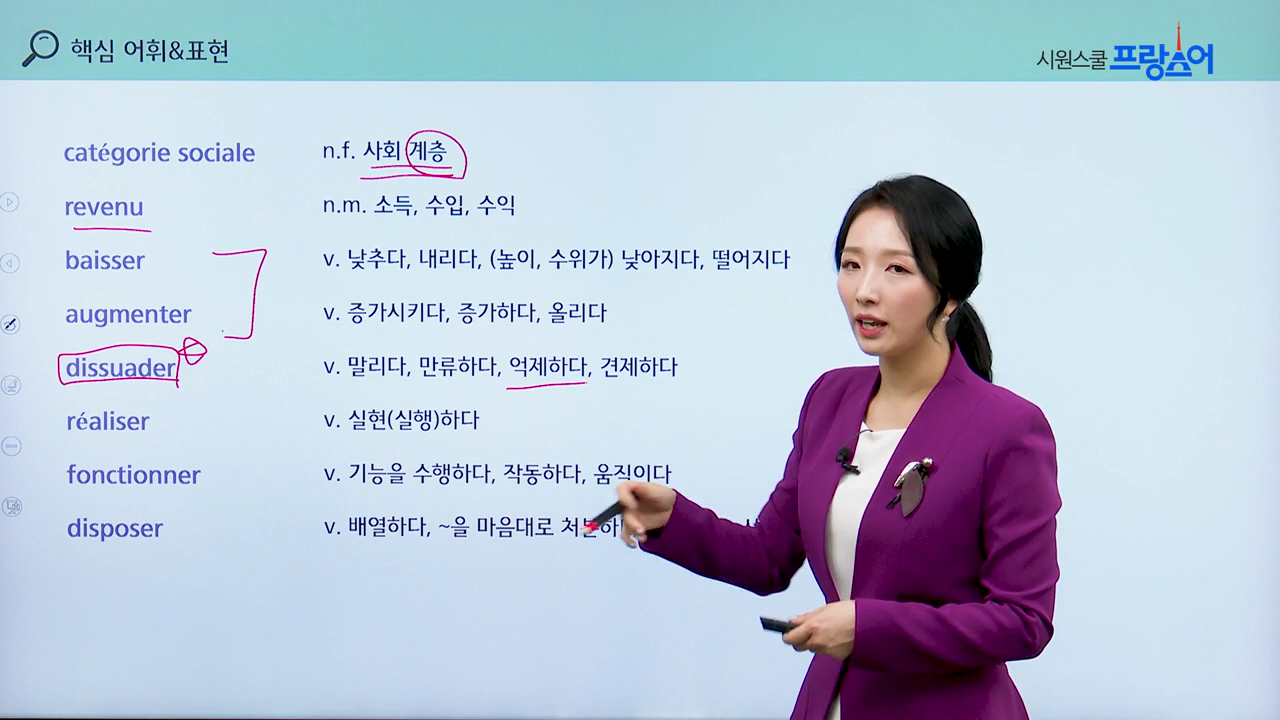 핵심 어휘&표현
시원스쿨 프랑스어
catégorie sociale n.f. 사회 계층
revenu n.m. 소득, 수입, 수익
baisser v. 낮추다, 내리다, (높이, 수위가) 낮아지다, 떨어지다
augmenter v. 증가시키다, 증가하다, 올리다
dissuader v. 말리다, 만류하다, 억제하다, 견제하다
réaliser v. 실현(실행)하다
fonctionner v. 기능을 수행하다, 작동하다, 움직이다
disposer v. 배열하다, ~을 마음대로